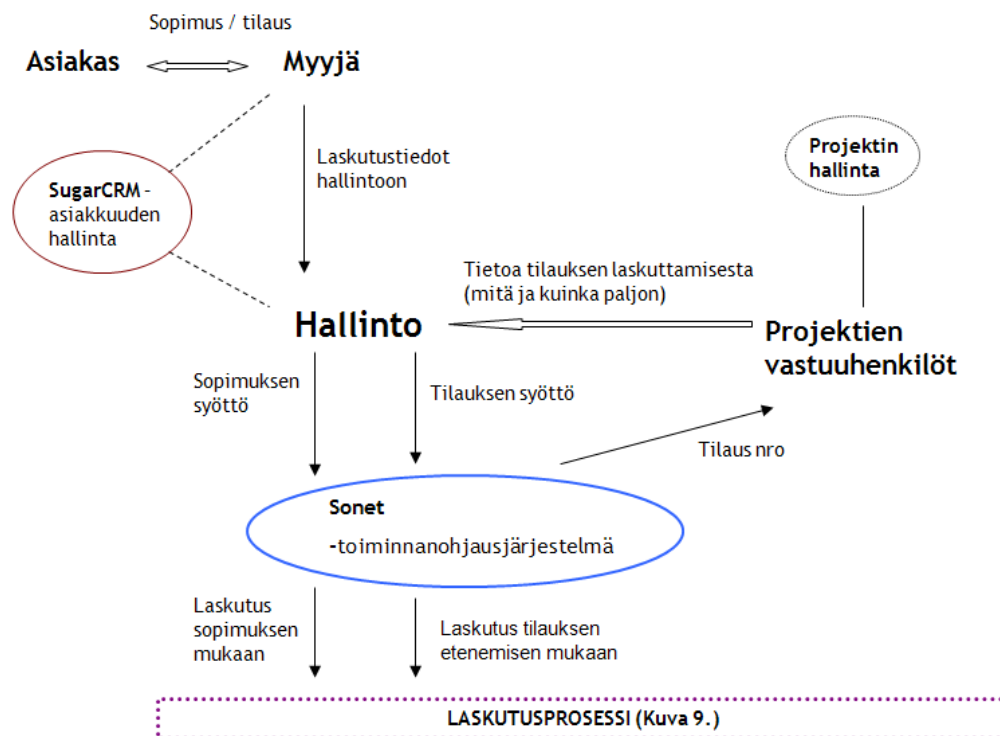 Sopimus / tilaus
Asiakas
Myyjä
Laskutustiedot
hallintoon
Projektin
hallinta
SugarCRM -
asiakkuuden
hallinta
Tietoa tilauksen laskuttamisesta
(mitä ja kuinka paljon)
Hallinto
Projektien
vastuuhenkilöt
Sopimuksen
syöttö
Tilauksen syöttö
Tilaus nro
Sonet
-toiminnanohjausjärjestelmä
Laskutus
sopimuksen
mukaan
Laskutus tilauksen
etenemisen mukaan
LASKUTUSPROSESSI (Kuva 9.)